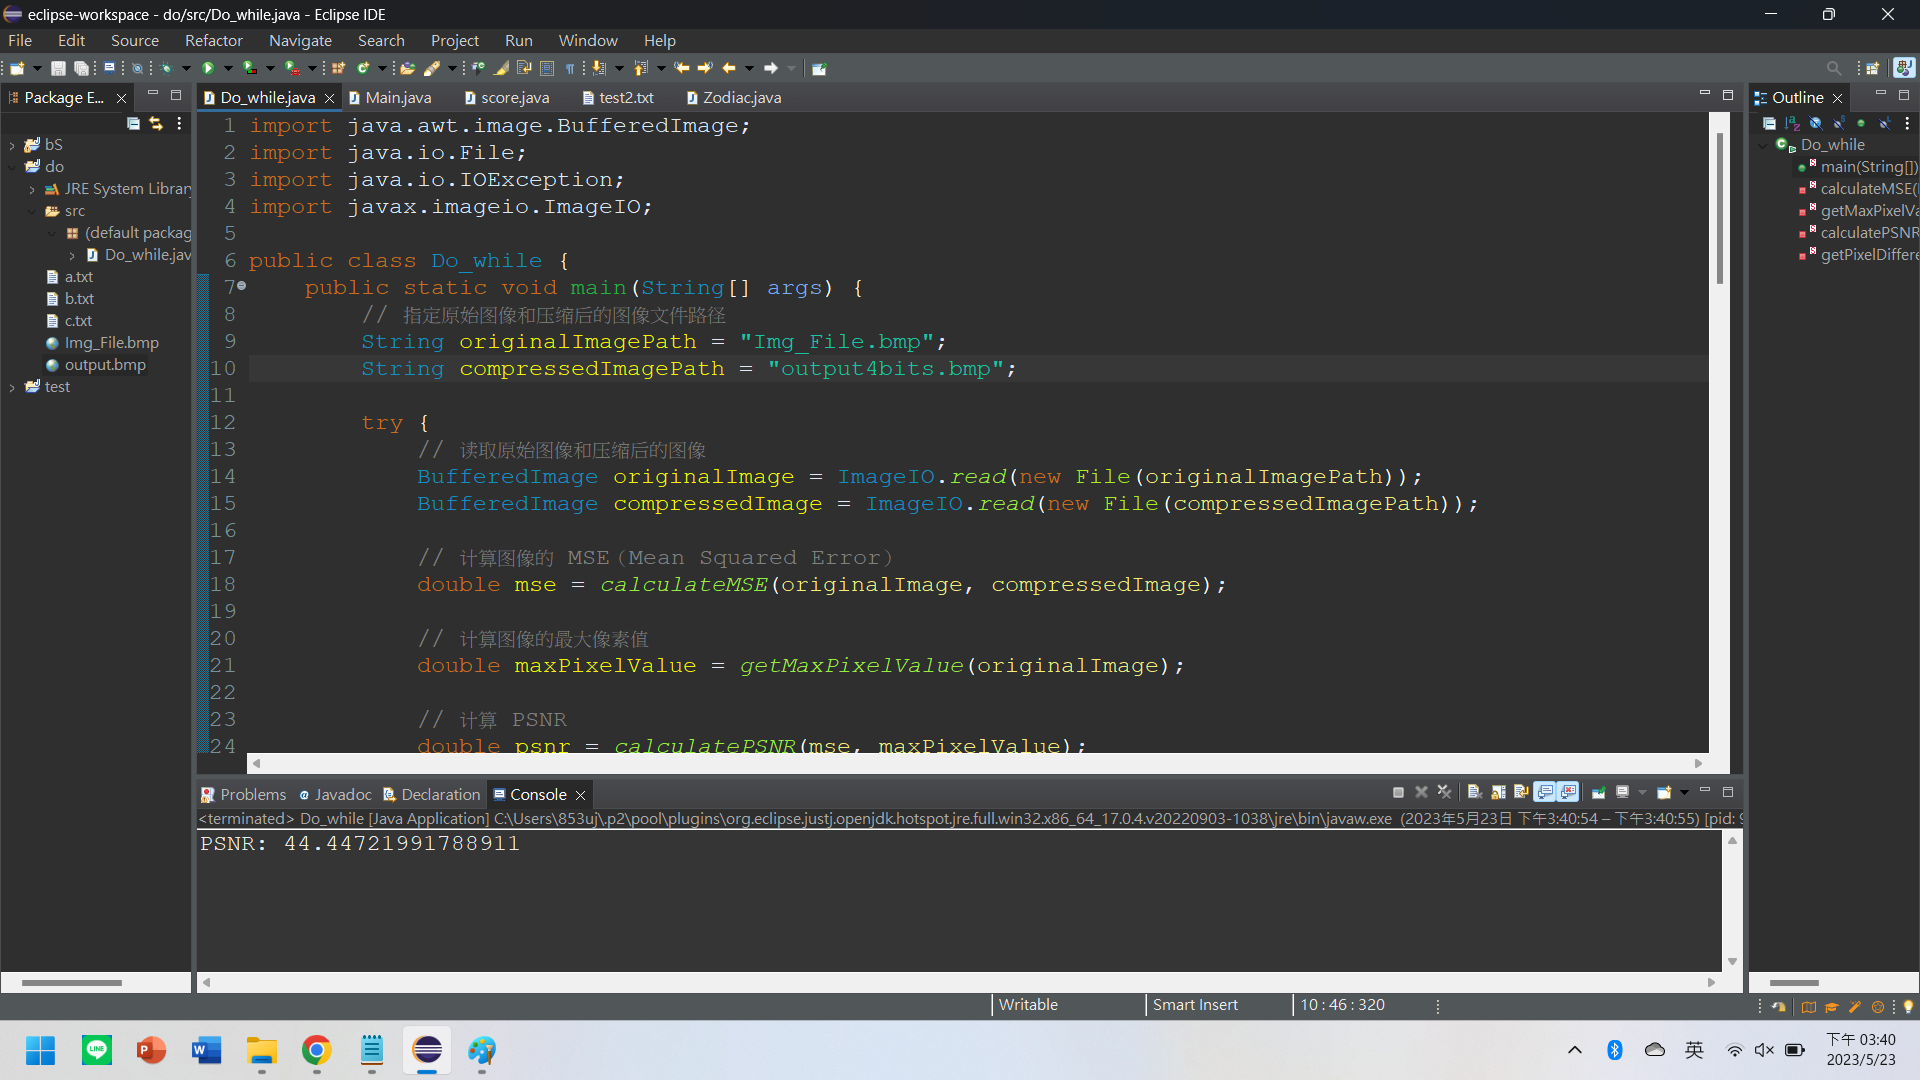 eclipse-workspace - do/src/Do_while.java - Eclipse IDE
File Edit Source Refactor Navigate Search Project Run Window Help
Package E...
bS
do
JRE System Library
src
(default packag
Do_while.jav
a.txt
b.txt
c.txt
Img_File.bmp
output.bmp
test
Do_while.java Main.java score.java test2.txt Zodiac.java
1 import java.awt.image.BufferedImage;
2 import java.io.File;
3 import java.io.IOException;
4 import javax.imageio.ImageIO;
5
6 public class Do_while {
7 public static void main(String[] args) {
8 // 指定原始图像和压缩后的图像文件路径
9 String originalImagePath = "Img_File.bmp";
10 String compressedImagePath = "output4bits.bmp";
11
12 try {
13 // 读取原始图像和压缩后的图像
14 BufferedImage originalImage = ImageIO.read(new File(originalImagePath));
15 BufferedImage compressedImage = ImageIO.read(new File(compressedImagePath));
16
17 // 计算图像的 MSE（Mean Squared Error）
18 double mse = calculateMSE(originalImage, compressedImage);
19
20 // 计算图像的最大像素值
21 double maxPixelValue = getMaxPixelValue(originalImage);
22
23 // 计算 PSNR
24 double psnr = calculatePSNR(mse, maxPixelValue);
Outline
Do_while
main(String[])
calculateMSE(
getMaxPixelVa
calculatePSNR
getPixelDiffere
Problems Javadoc Declaration Console
<terminated> Do_while [Java Application] C:\Users\853uj\.p2\pool\plugins\org.eclipse.justj.openjdk.hotspot.jre.full.win32.x86_64_17.0.4.v20220903-1038\jre\bin\javaw.exe (2023年5月23日 下午3:40:54 – 下午3:40:55) [pid: 9
PSNR: 44.44721991788911
Writable Smart Insert 10 : 46 : 320
英
下午 03:40
2023/5/23